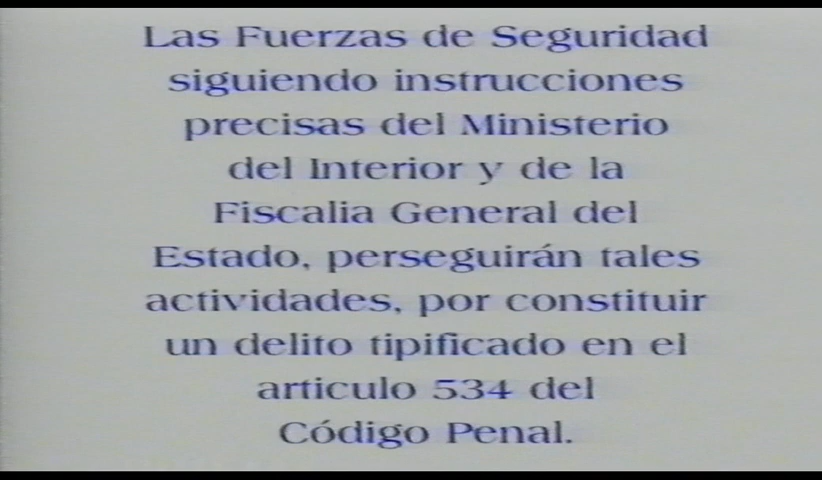 Las Fuerzas de Seguridad
siguiendo instrucciones
precisas del Ministerio
del Interior y de la
Fiscalia General del
Estado, perseguirán tales
actividades, por constituir
un delito tipificado en el
articulo 534 del
Código Penal.